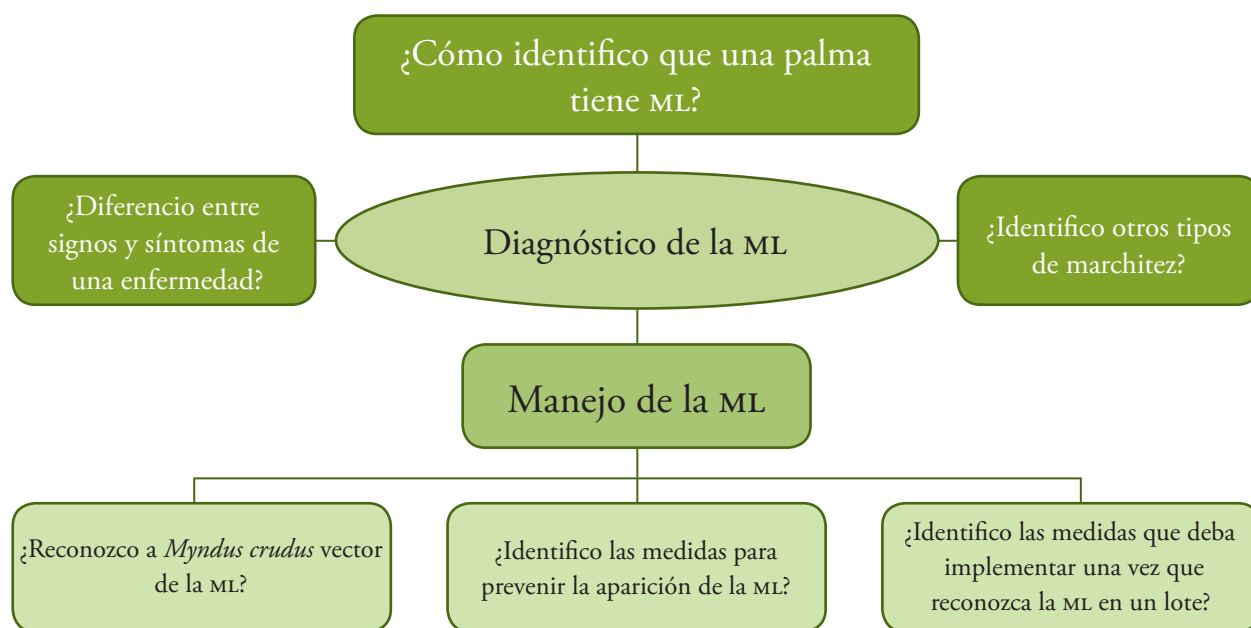 ¿Cómo identifico que una palma
tiene ML?
¿Diferencio entre
signos y síntomas de
una enfermedad?
Diagnóstico de la ML
¿Identifico otros tipos
de marchitez?
Manejo de la ML
¿Reconozco a Myndus crudus vector
de la ML?
¿Identifico las medidas para
prevenir la aparición de la ML?
¿Identifico las medidas que deba
implementar una vez que
reconozca la ML en un lote?